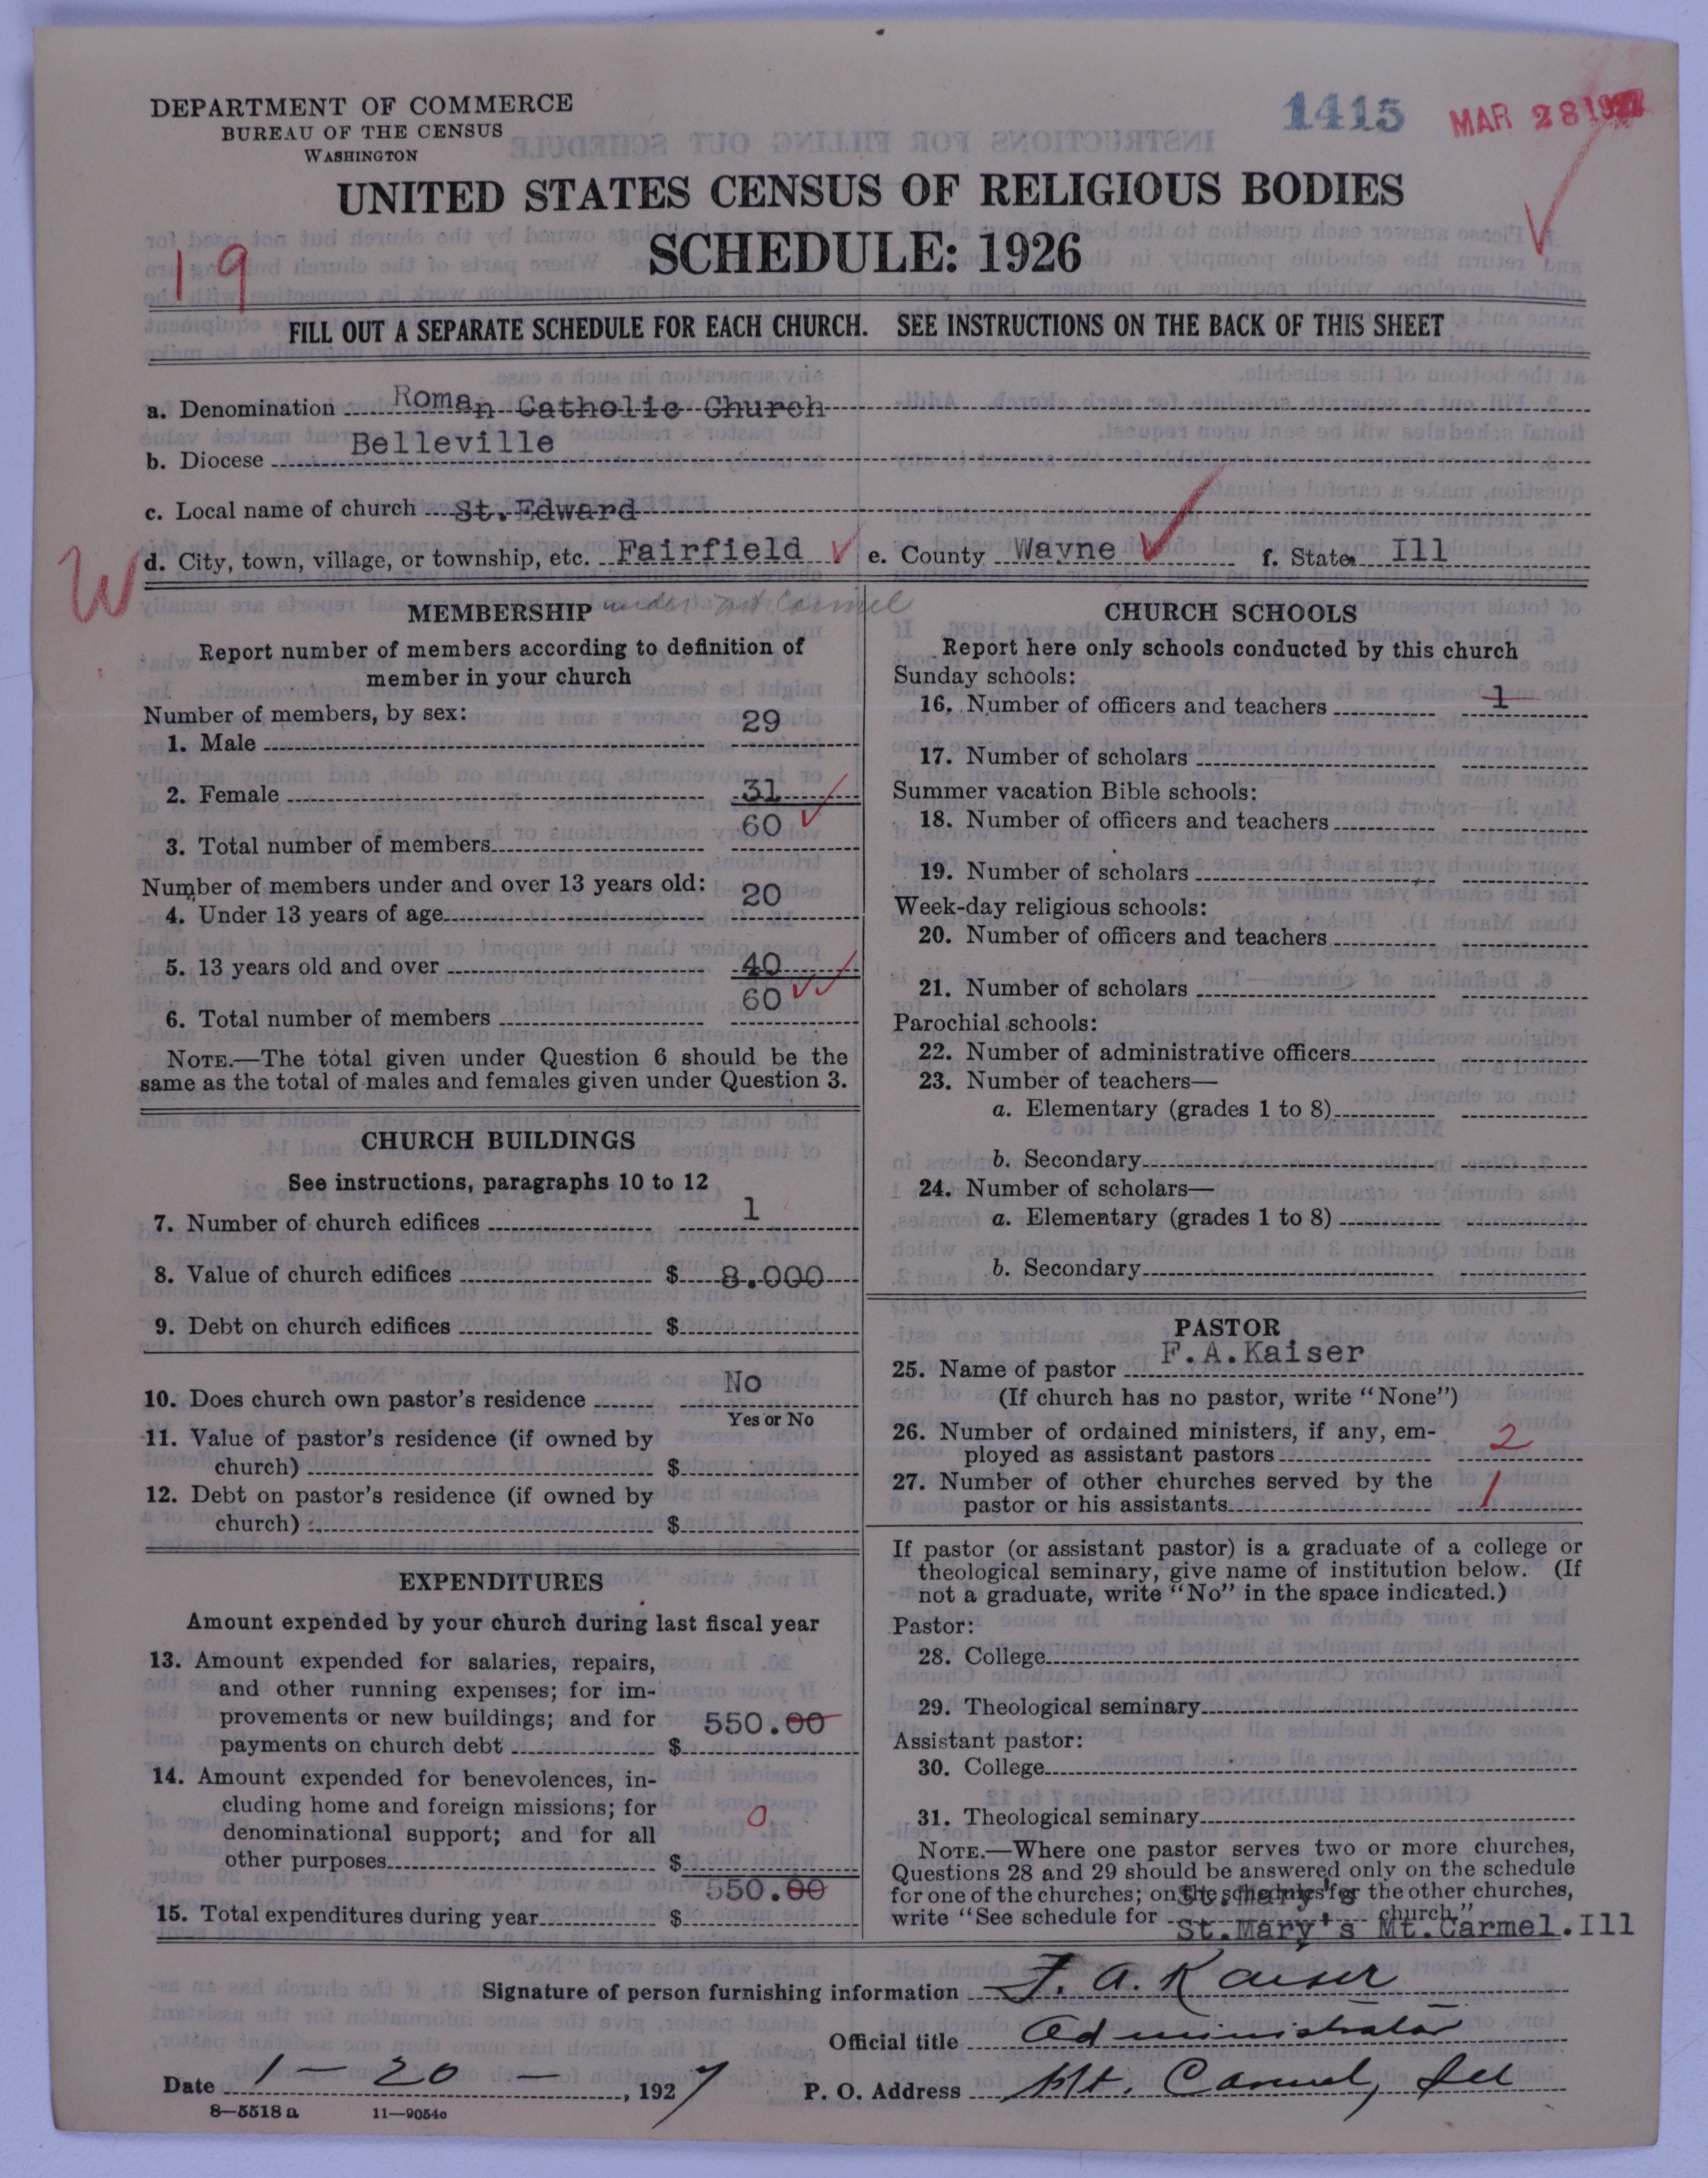 DEPARTMENT OF COMMERCE
BUREAU OF THE CENSUS
WASHINGTON
1415
MAR 28 1927
UNITED STATES CENSUS OF RELIGIOUS BODIES
SCHEDULE: 1926
19
FILL OUT A SEPARATE SCHEDULE FOR EACH CHURCH. SEE INSTRUCTIONS ON THE BACK OF THIS SHEET
a. Denomination Roman Catholic Church
b. Diocese Belleville
c. Local name of church St.Edward
W d. City, town, village, or township, etc. Fairfield e. County Wayne f. State Ill
MEMBERSHIP under Mt Carmel
Report number of members according to definition of
member in your church
Number of members, by sex:
1. Male 29
2. Female 31
3. Total number of members 60
Number of members under and over 13 years old:
4. Under 13 years of age 20
5. 13 years old and over 40
6. Total number of members 60
NOTE.—The total given under Question 6 should be the
same as the total of males and females given under Question 3.
CHURCH BUILDINGS
See instructions, paragraphs 10 to 12
7. Number of church edifices 1
8. Value of church edifices $ 8.000
9. Debt on church edifices $
10. Does church own pastor's residence No
Yes or No
11. Value of pastor's residence (if owned by
church) $
12. Debt on pastor's residence (if owned by
church) $
EXPENDITURES
Amount expended by your church during last fiscal year
13. Amount expended for salaries, repairs,
and other running expenses; for im-
provements or new buildings; and for
payments on church debt $ 550.00
14. Amount expended for benevolences, in-
cluding home and foreign missions; for
denominational support; and for all
other purposes $ 0
15. Total expenditures during year $ 550.00
CHURCH SCHOOLS
Report here only schools conducted by this church
Sunday schools:
16. Number of officers and teachers 1
17. Number of scholars
Summer vacation Bible schools:
18. Number of officers and teachers
19. Number of scholars
Week-day religious schools:
20. Number of officers and teachers
21. Number of scholars
Parochial schools:
22. Number of administrative officers
23. Number of teachers—
a. Elementary (grades 1 to 8)
b. Secondary
24. Number of scholars—
a. Elementary (grades 1 to 8)
b. Secondary
PASTOR
25. Name of pastor F.A.Kaiser
(If church has no pastor, write "None")
26. Number of ordained ministers, if any, em-
ployed as assistant pastors 2
27. Number of other churches served by the
pastor or his assistants 1
If pastor (or assistant pastor) is a graduate of a college or
theological seminary, give name of institution below. (If
not a graduate, write "No" in the space indicated.)
Pastor:
28. College
29. Theological seminary
Assistant pastor:
30. College
31. Theological seminary
NOTE.—Where one pastor serves two or more churches,
Questions 28 and 29 should be answered only on the schedule
for one of the churches; on the schedules for the other churches,
St.Mary's
write "See schedule for church."
St.Mary's Mt.Carmel.Ill
Signature of person furnishing information F. A. Kaiser
Official title Administrator
Date 1 - 20 - , 1927 P. O. Address Mt. Carmel, Ill
8—5518 a 11—9054c